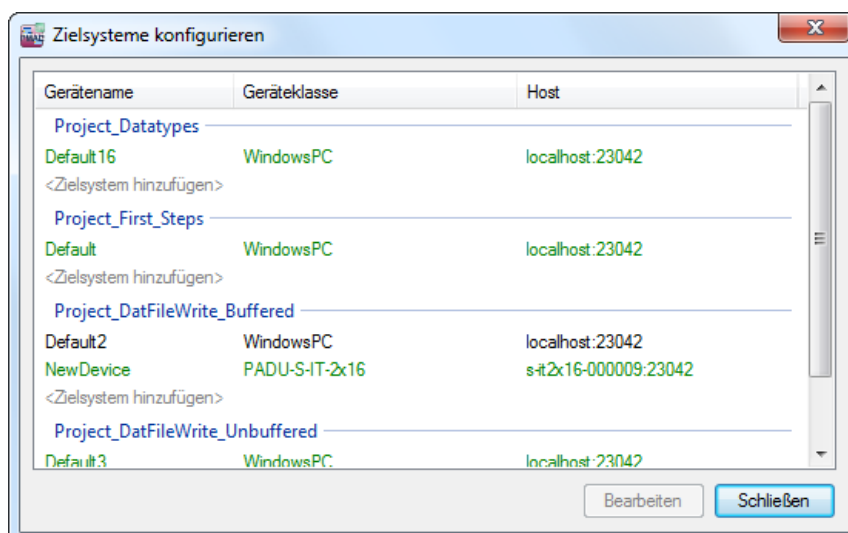 Zielsysteme konfigurieren
Gerätename Geräteklasse Host
Project_Datatypes
Default16 WindowsPC localhost:23042
<Zielsystem hinzufügen>
Project_First_Steps
Default WindowsPC localhost:23042
<Zielsystem hinzufügen>
Project_DatFileWrite_Buffered
Default2 WindowsPC localhost:23042
NewDevice PADU-S-IT-2x16 s-it2x16-000009:23042
<Zielsystem hinzufügen>
Project_DatFileWrite_Unbuffered
Default3 WindowsPC localhost:23042
Bearbeiten Schließen